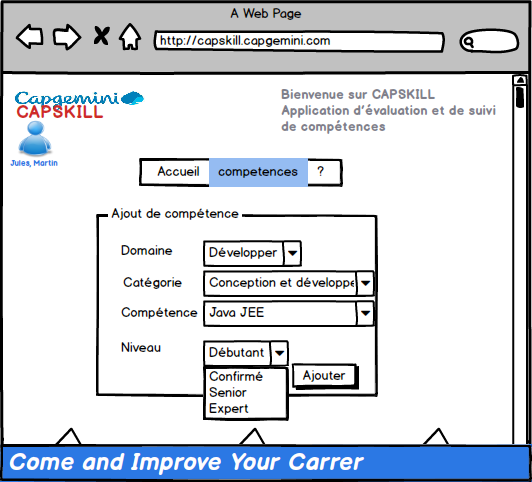 A Web Page
http://capskill.capgemini.com
Capgemini
CAPSKILL
Jules, Martin
Bienvenue sur CAPSKILL
Application d'évaluation et de suivi
de compétences
Accueil competences ?
Ajout de compétence
Domaine Développer
Catégorie Conception et développe
Compétence Java JEE
Niveau Débutant
Confirmé
Senior
Expert
Ajouter
Come and Improve Your Carrer